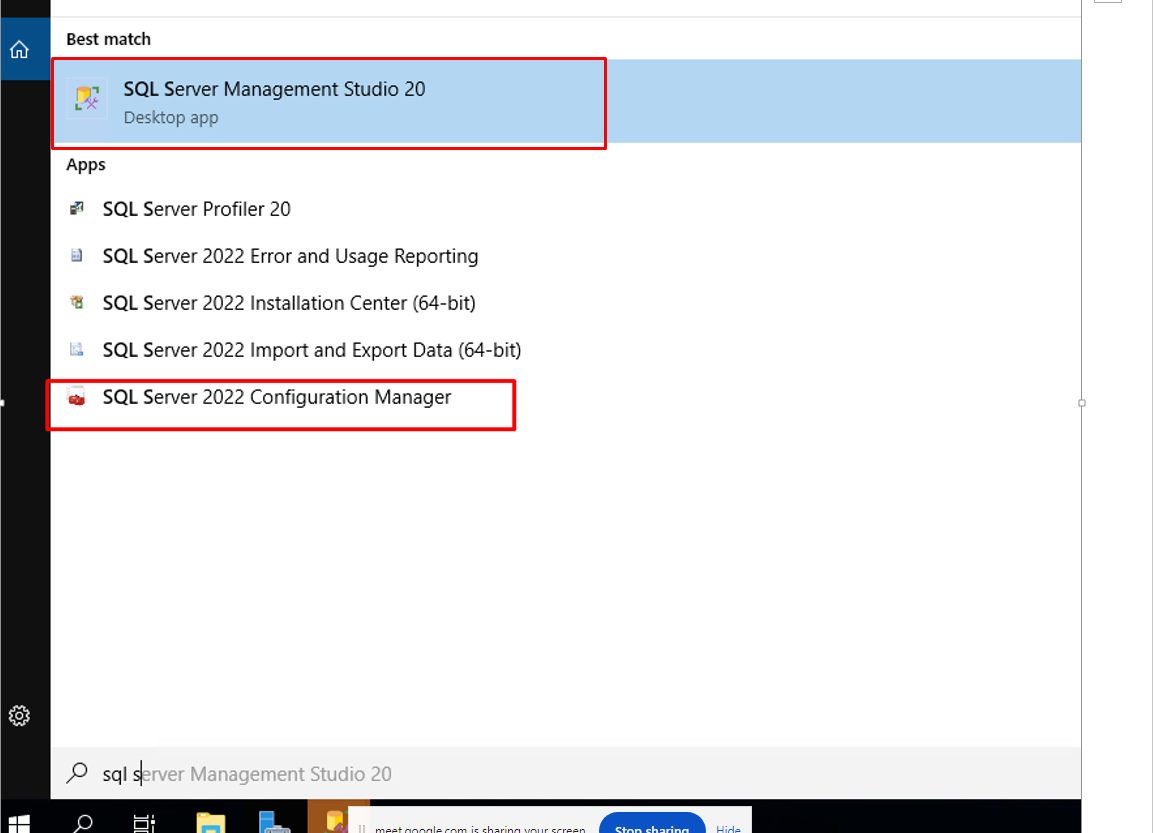 Best match
SQL Server Management Studio 20
Desktop app
Apps
SQL Server Profiler 20
SQL Server 2022 Error and Usage Reporting
SQL Server 2022 Installation Center (64-bit)
SQL Server 2022 Import and Export Data (64-bit)
SQL Server 2022 Configuration Manager
sql server Management Studio 20
meet.google.com is sharing your screen.
Stop sharing
Hide